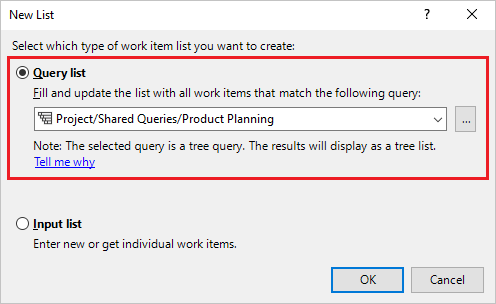 New List
?
Select which type of work item list you want to create:
Query list
Fill and update the list with all work items that match the following query:
Project/Shared Queries/Product Planning
...
Note: The selected query is a tree query. The results will display as a tree list.
Tell me why
Input list
Enter new or get individual work items.
OK Cancel